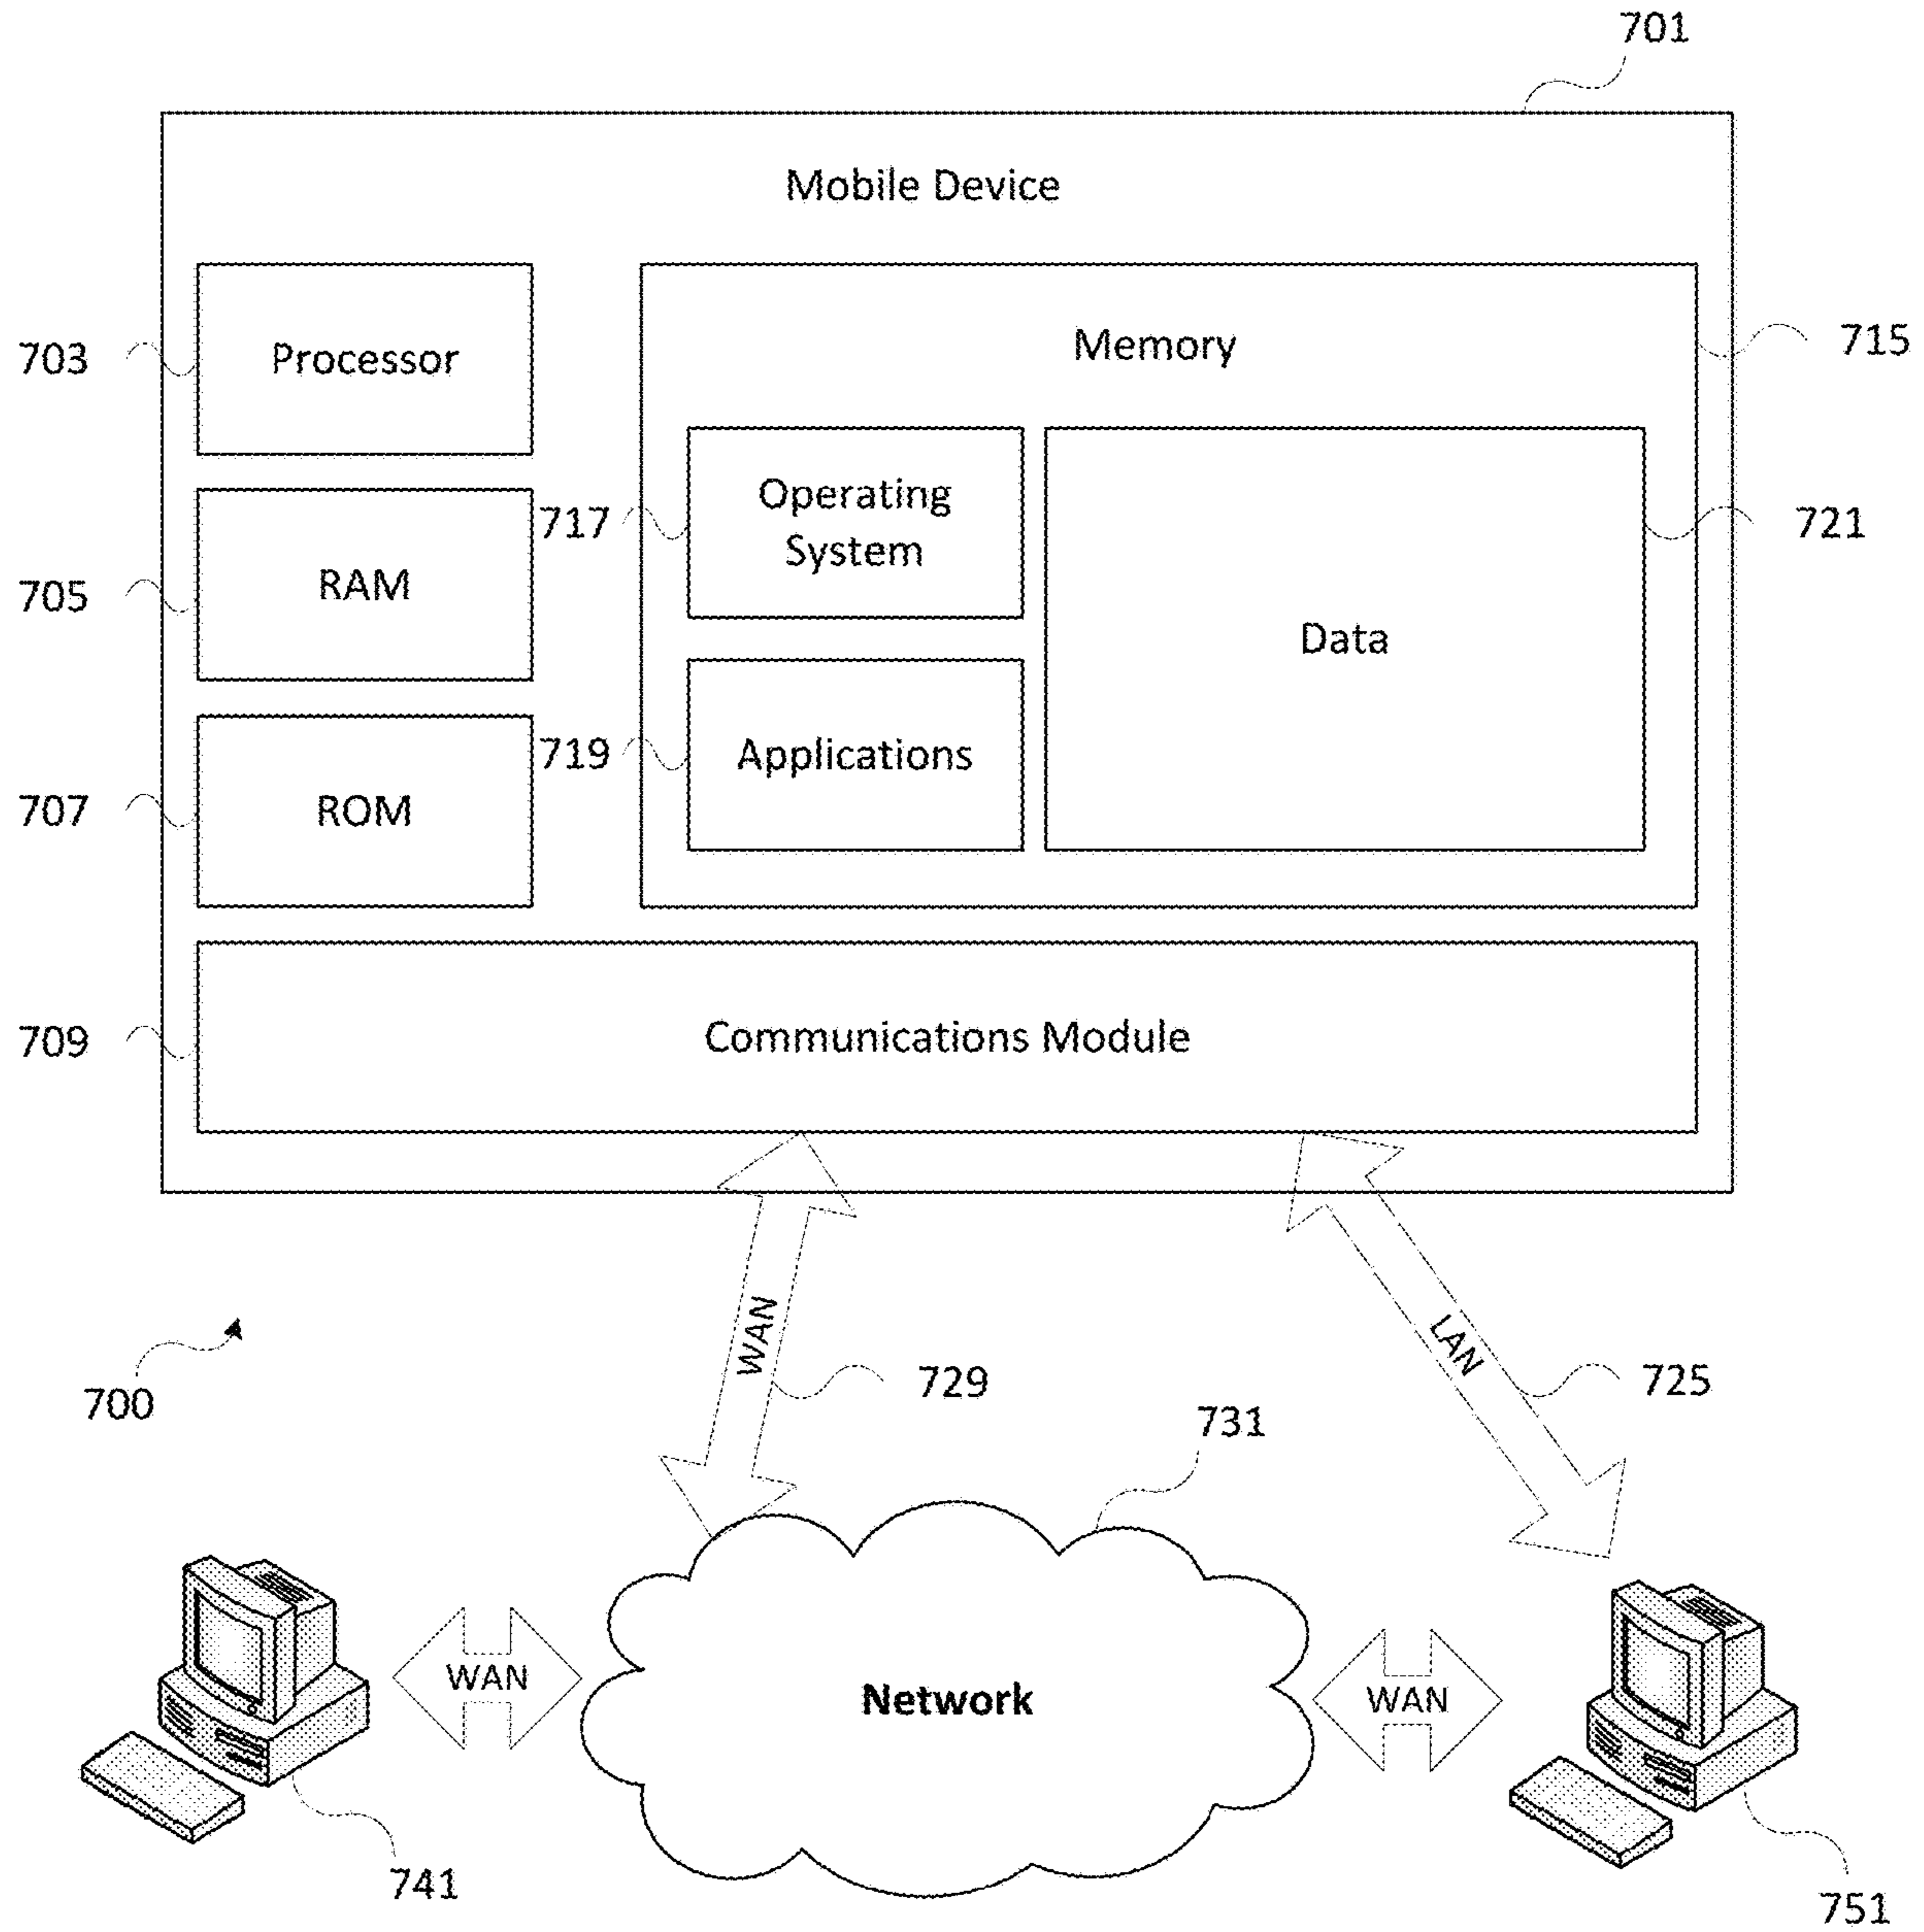 701
Mobile Device
703
Processor
Memory
715
717
Operating
System
721
705
RAM
Data
719
Applications
707
ROM
709
Communications Module
WAN
LAN
700
729
725
731
WAN
Network
WAN
741
751